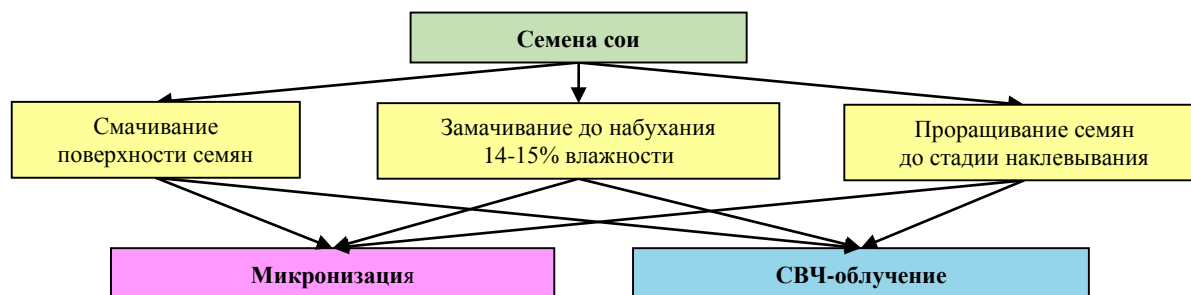 Семена сои
Смачивание
поверхности семян
Замачивание до набухания
14-15% влажности
Проращивание семян
до стадии наклевывания
Микронизация
СВЧ-облучение